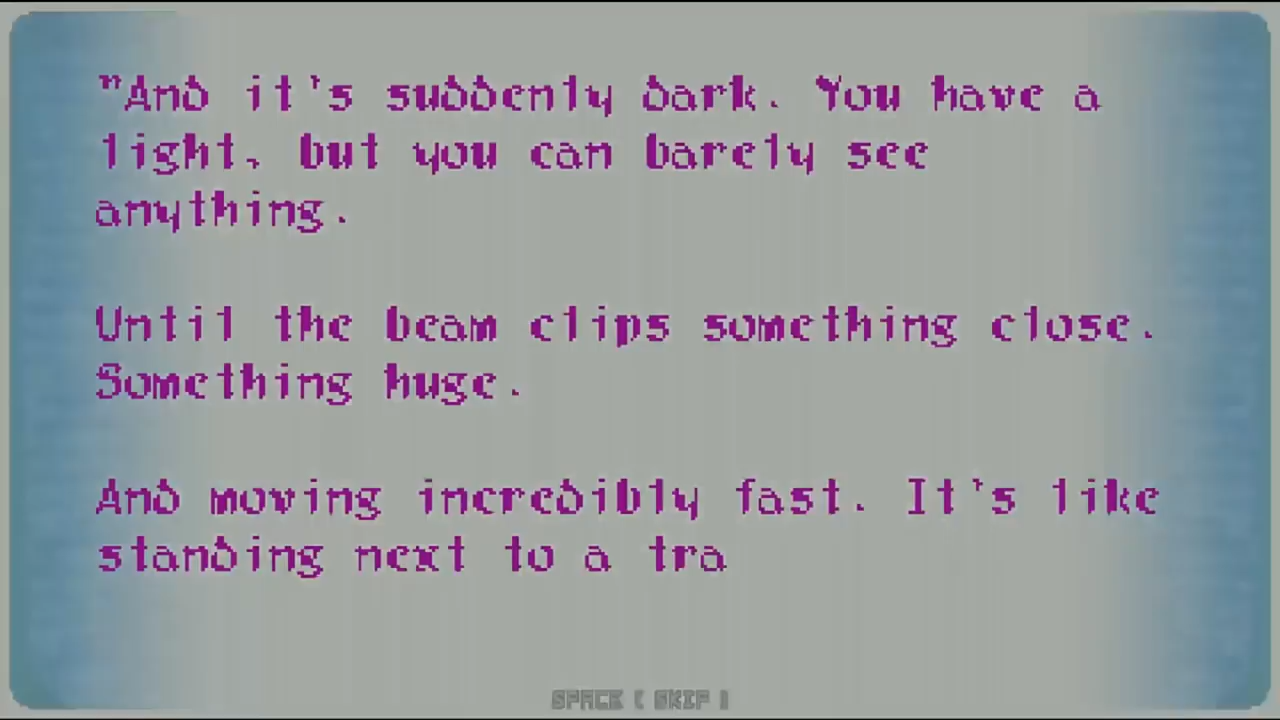 "And it's suddenly dark. You have a
light, but you can barely see
anything.
Until the beam clips something close.
Something huge.
And moving incredibly fast. It's like
standing next to a tra
SPACE [ SKIP ]